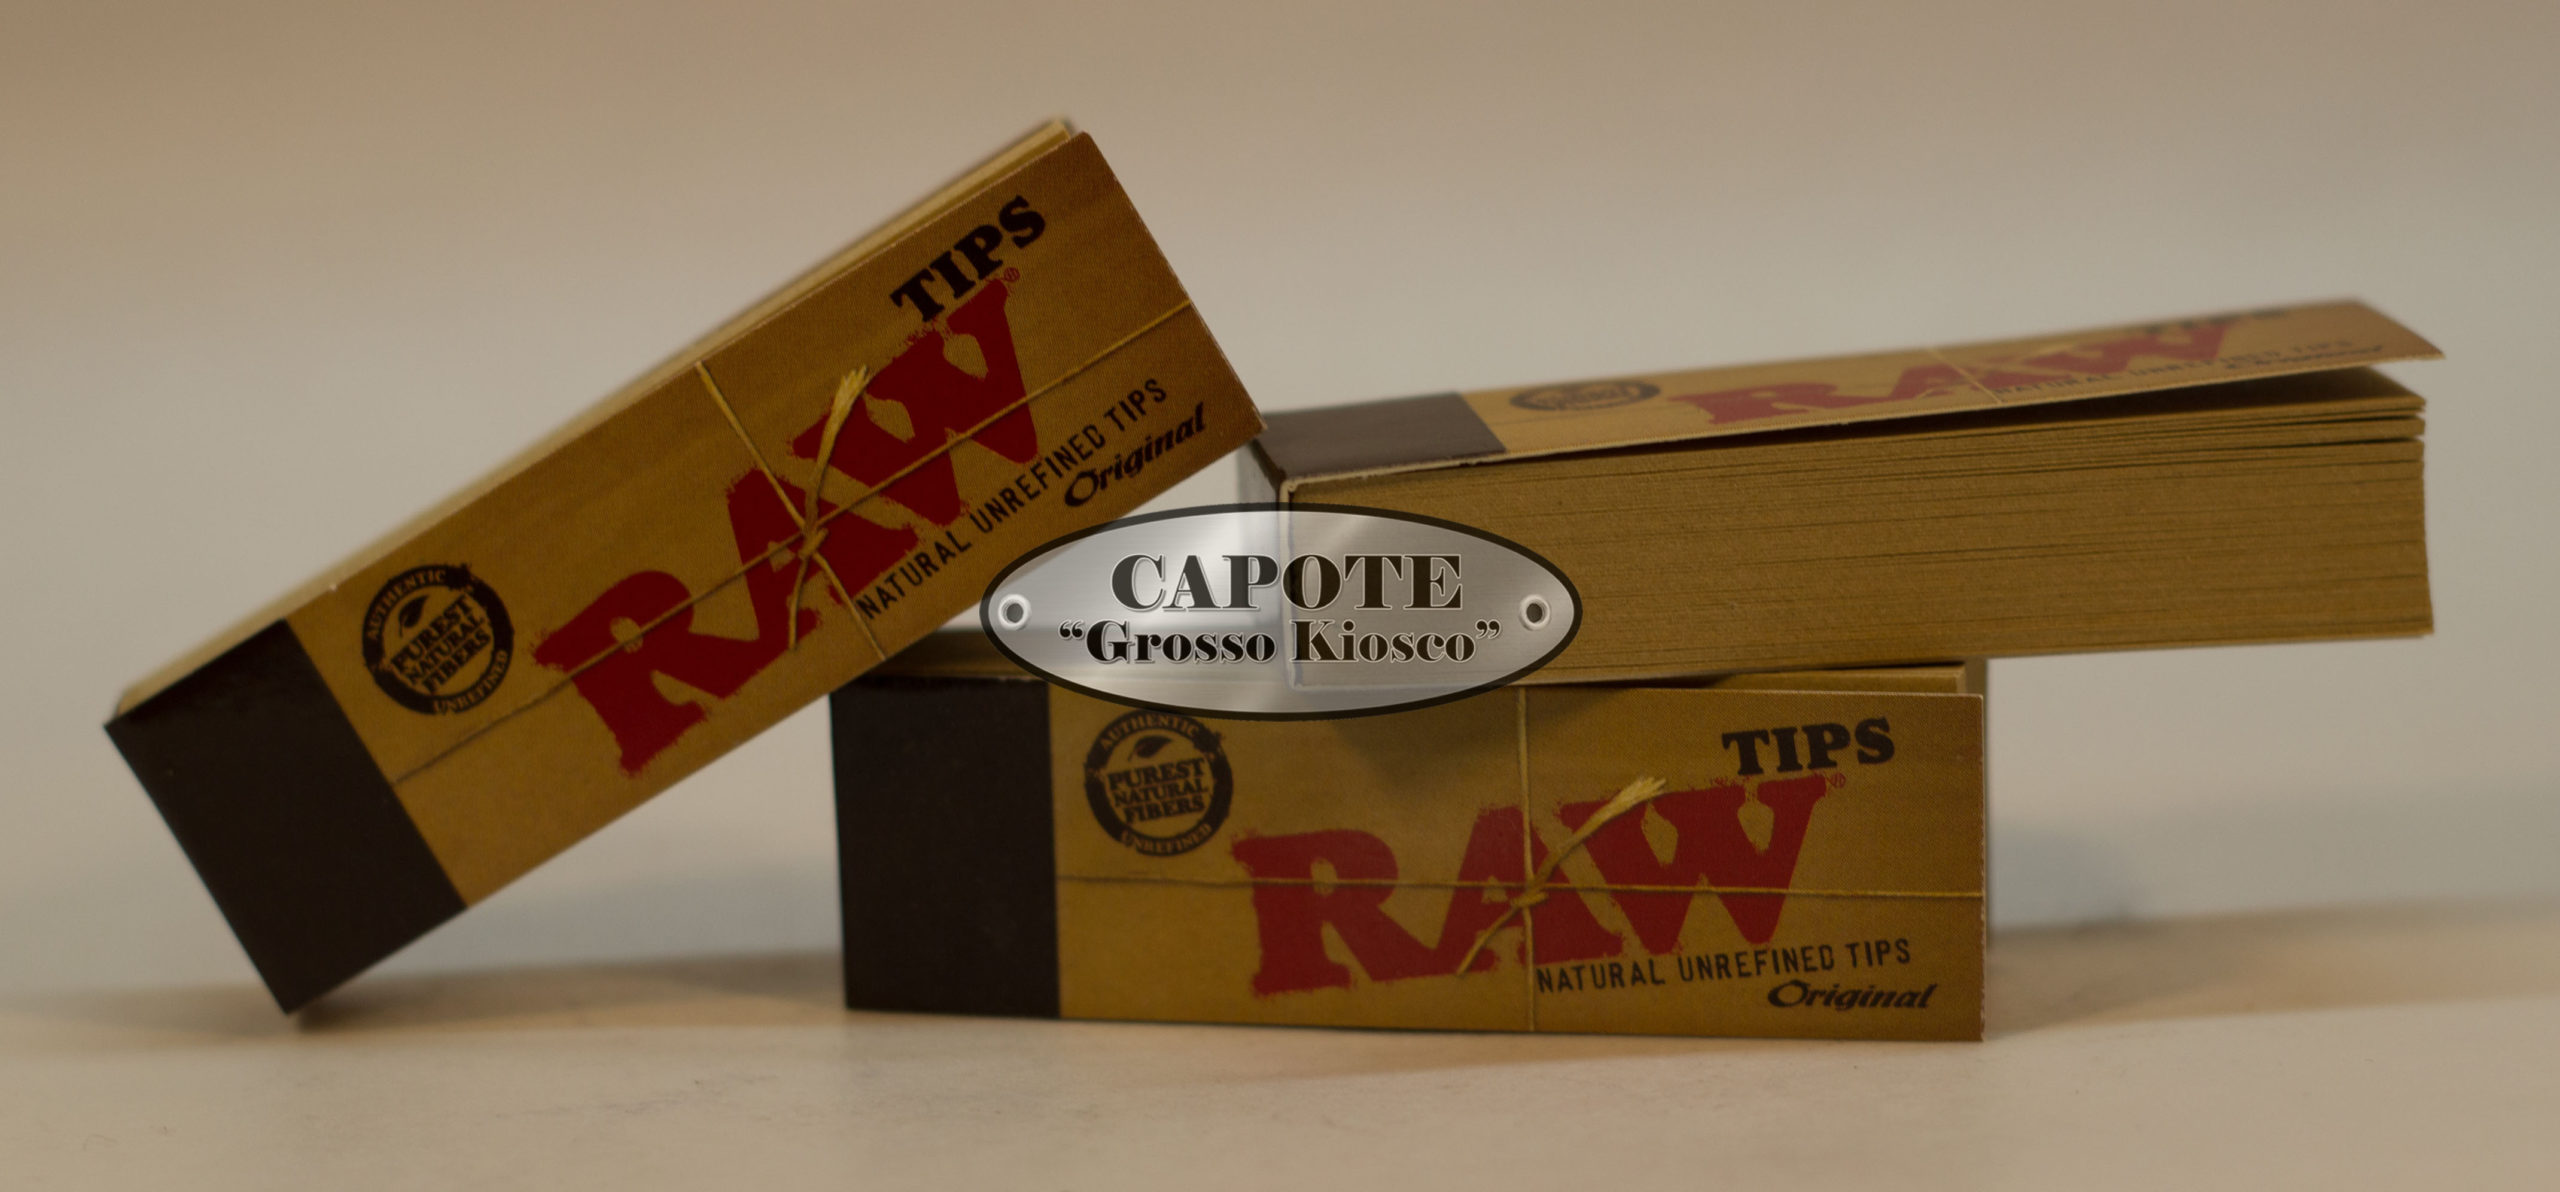 TIPS
RAW®
NATURAL UNREFINED TIPS
Original
AUTHENTIC
PUREST
NATURAL
FIBERS
UNREFINED
RAW
NATURAL
CAPOTE
“Grosso Kiosco”
AUTHENTIC
PUREST
NATURAL
FIBERS
UNREFINED
TIPS
RAW®
NATURAL UNREFINED TIPS
Original